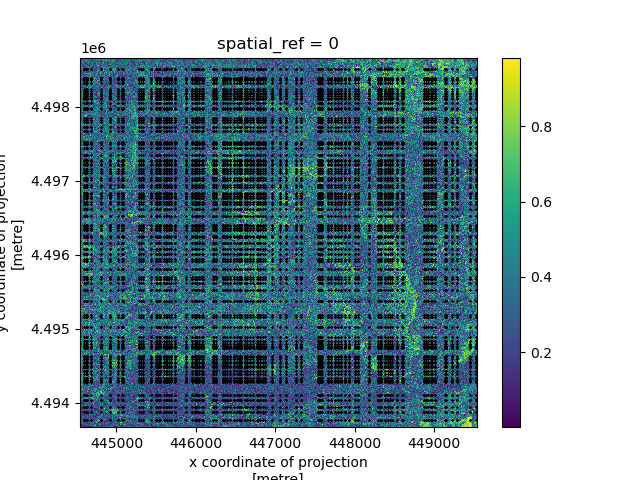 spatial_ref = 0
1e6
4.498
4.497
4.496
4.495
4.494
y coordinate of projection
[metre]
445000 446000 447000 448000 449000
x coordinate of projection
[metre]
0.8
0.6
0.4
0.2